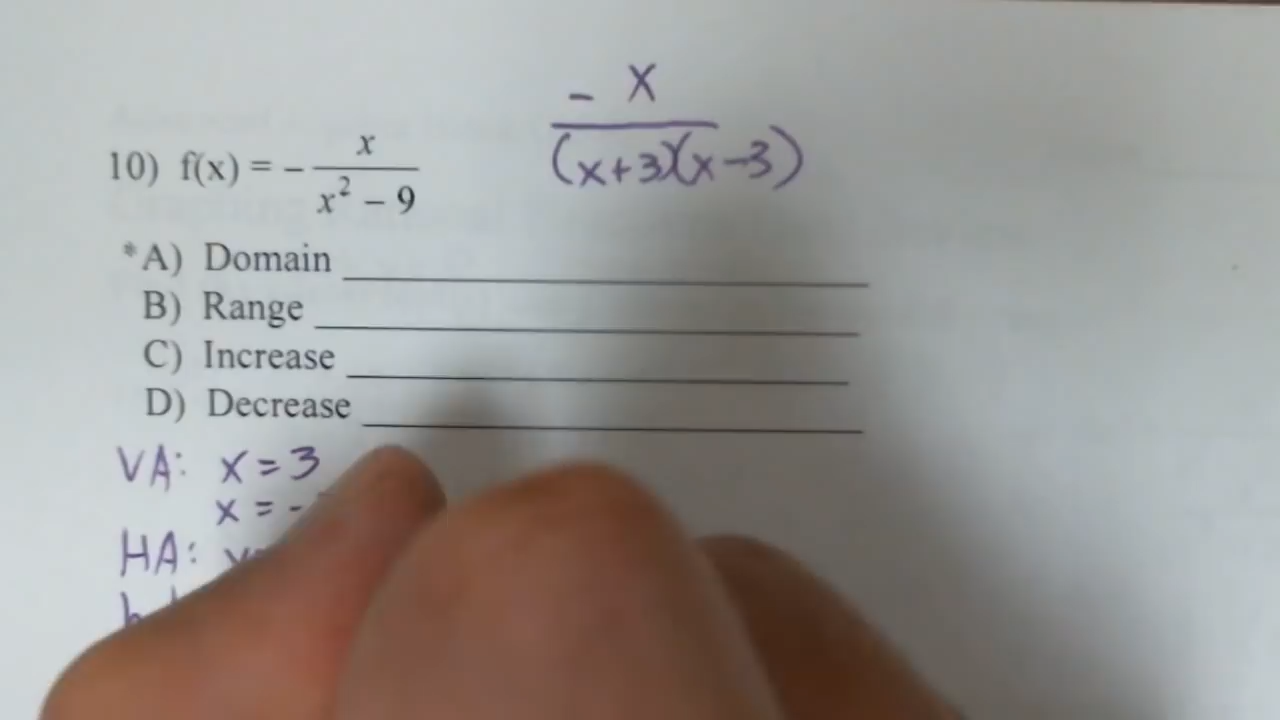 - x
(x+3)(x-3)
10) f(x) = - x
x² - 9
*A) Domain
B) Range
C) Increase
D) Decrease
VA: x = 3
x = -
HA: